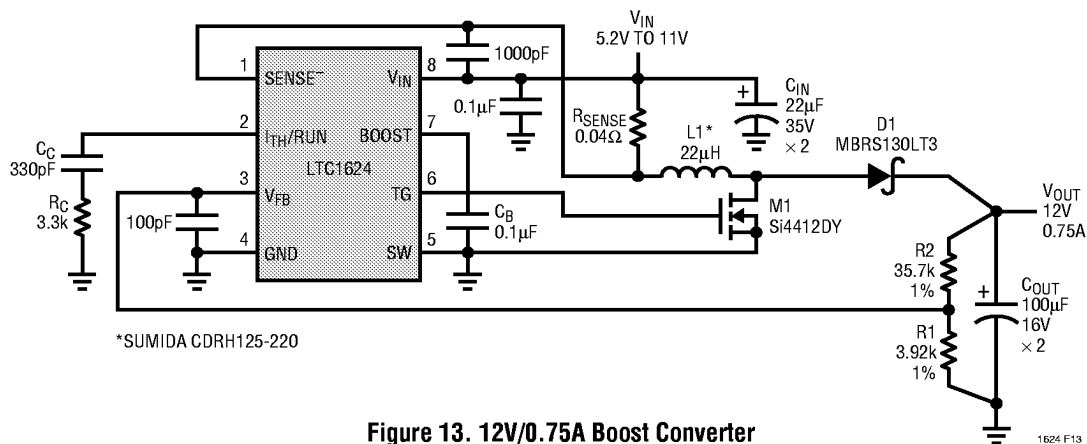 V_IN
5.2V TO 11V
1000pF
1
SENSE⁻
V_IN
8
0.1µF
C_IN
22µF
35V
× 2
R_SENSE
0.04Ω
L1*
22µH
D1
MBRS130LT3
2
I_TH/RUN
BOOST
7
C_C
330pF
LTC1624
3
V_FB
TG
6
R_C
3.3k
100pF
C_B
0.1µF
M1
Si4412DY
V_OUT
12V
0.75A
4
GND
SW
5
R2
35.7k
1%
C_OUT
100µF
16V
× 2
R1
3.92k
1%
*SUMIDA CDRH125-220
Figure 13. 12V/0.75A Boost Converter
1624 F13